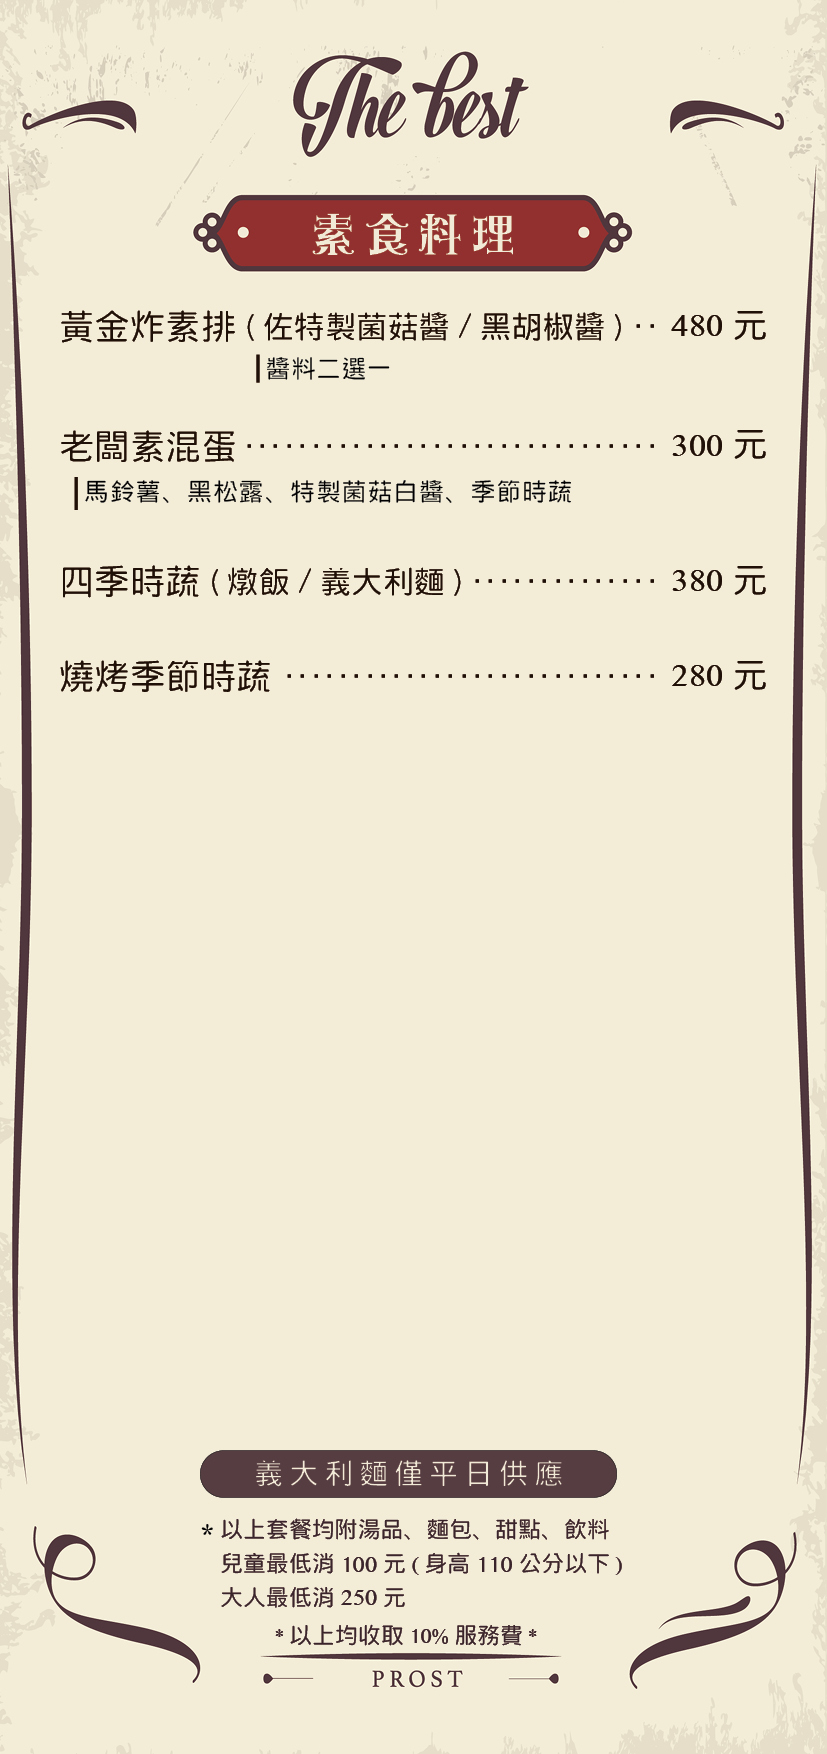 The best
素食料理
黃金炸素排 ( 佐特製菌菇醬 / 黑胡椒醬 ) ·· 480 元
醬料二選一
老闆素混蛋 ······························· 300 元
馬鈴薯、黑松露、特製菌菇白醬、季節時蔬
四季時蔬 ( 燉飯 / 義大利麵 ) ·············· 380 元
燒烤季節時蔬 ···························· 280 元
義大利麵僅平日供應
* 以上套餐均附湯品、麵包、甜點、飲料
兒童最低消 100 元 ( 身高 110 公分以下 )
大人最低消 250 元
* 以上均收取 10% 服務費 *
PROST